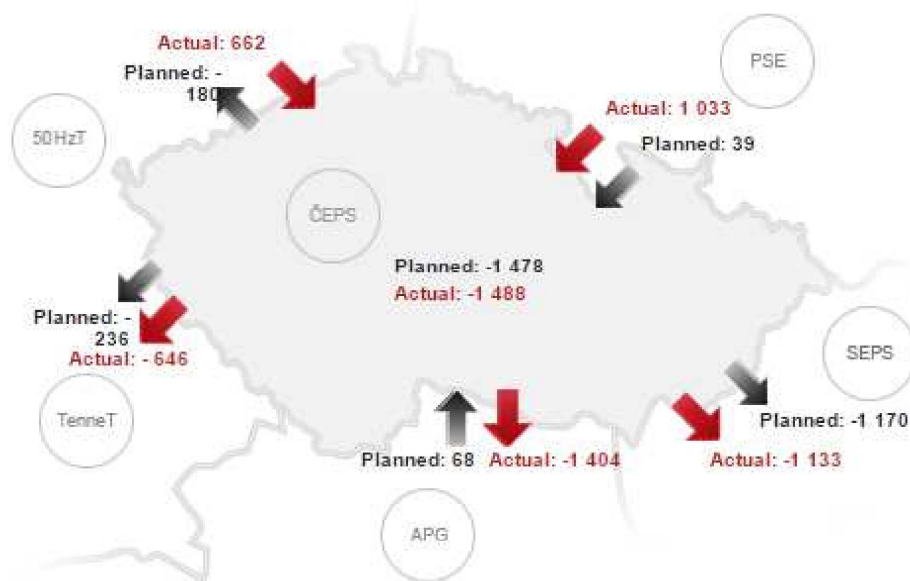 Actual: 662
Planned: -
180
PSE
Actual: 1 033
Planned: 39
50HzT
ČEPS
Planned: -1 478
Actual: -1 488
Planned: -
236
Actual: - 646
SEPS
TenneT
Planned: -1 170
Planned: 68
Actual: -1 404
Actual: -1 133
APG